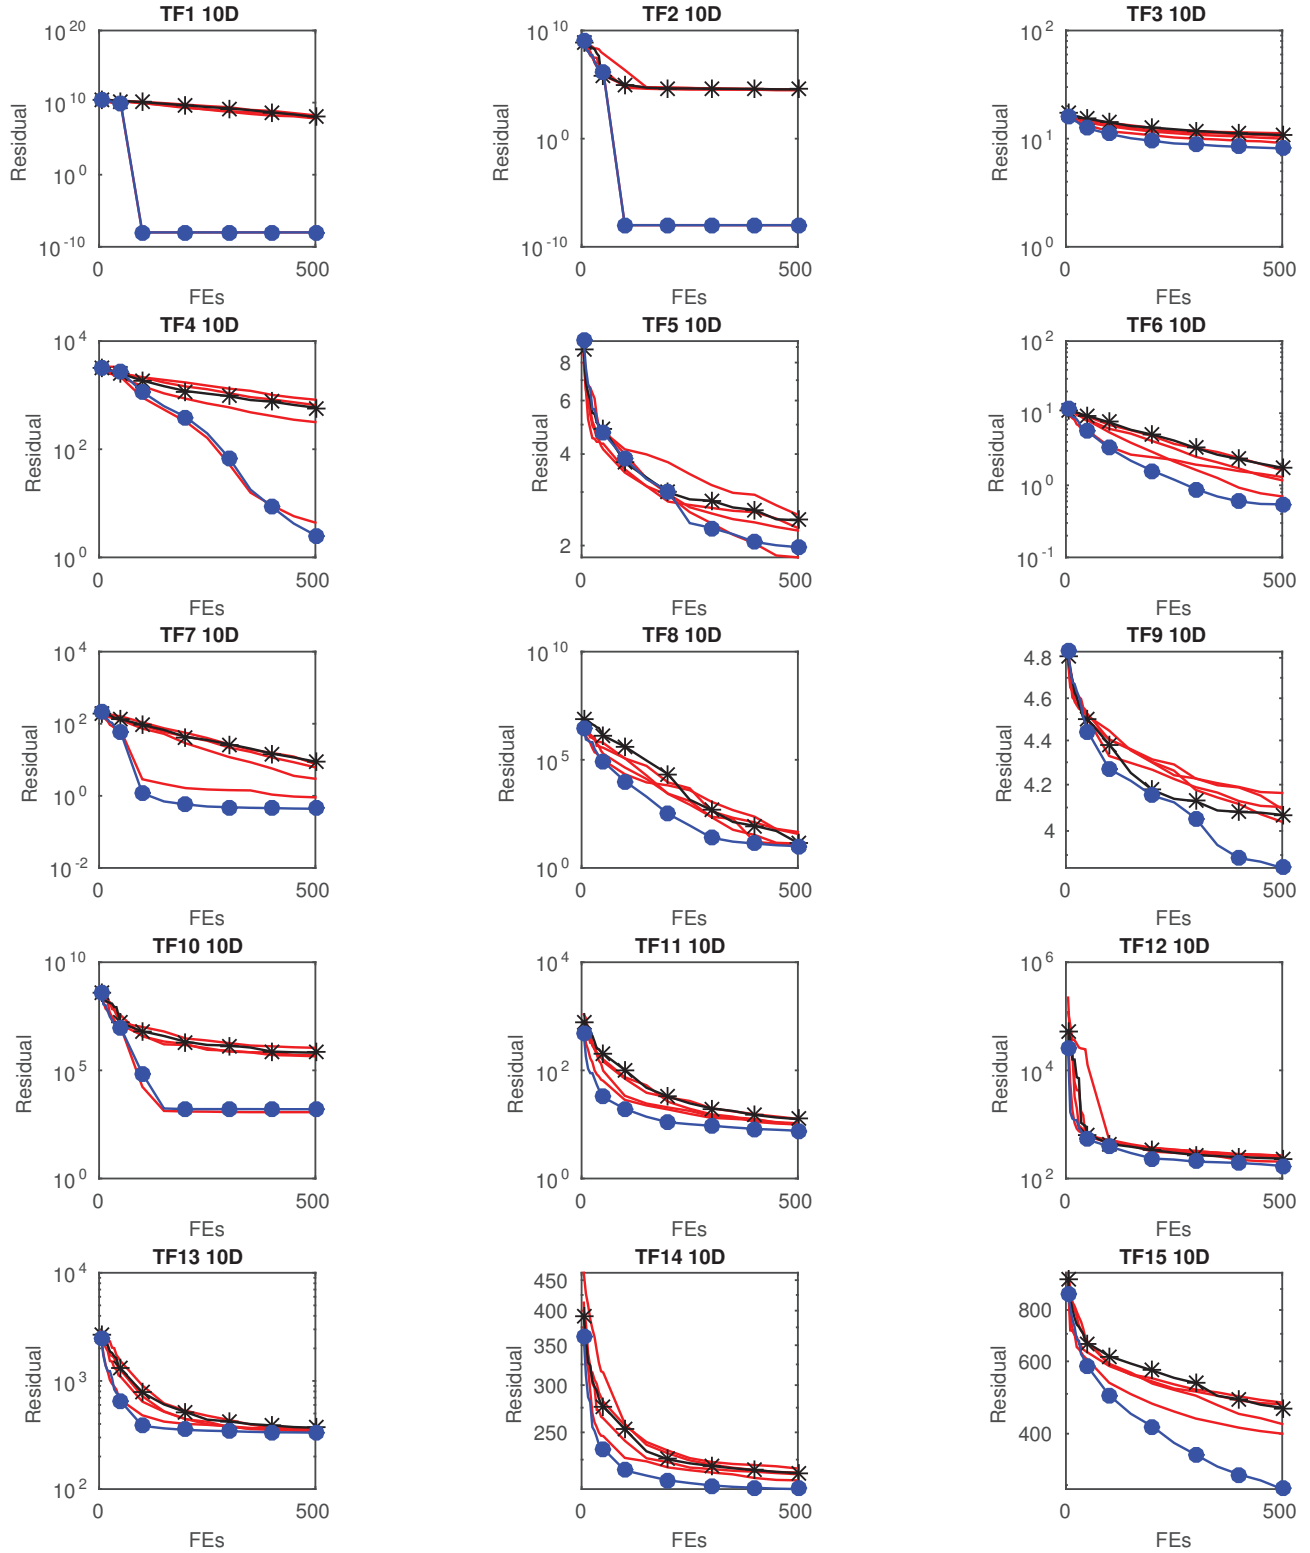 TF1 10D
10^20
10^10
10^0
10^-10
Residual
0
500
FEs
TF2 10D
10^10
10^0
10^-10
Residual
0
500
FEs
TF3 10D
10^2
10^1
10^0
Residual
0
500
FEs
TF4 10D
10^4
10^2
10^0
Residual
0
500
FEs
TF5 10D
8
6
4
2
Residual
0
500
FEs
TF6 10D
10^2
10^1
10^0
10^-1
Residual
0
500
FEs
TF7 10D
10^4
10^2
10^0
10^-2
Residual
0
500
FEs
TF8 10D
10^10
10^5
10^0
Residual
0
500
FEs
TF9 10D
4.8
4.6
4.4
4.2
4
Residual
0
500
FEs
TF10 10D
10^10
10^5
10^0
Residual
0
500
FEs
TF11 10D
10^4
10^2
10^0
Residual
0
500
FEs
TF12 10D
10^6
10^4
10^2
Residual
0
500
FEs
TF13 10D
10^4
10^3
10^2
Residual
0
500
FEs
TF14 10D
450
400
350
300
250
Residual
0
500
FEs
TF15 10D
800
600
400
Residual
0
500
FEs